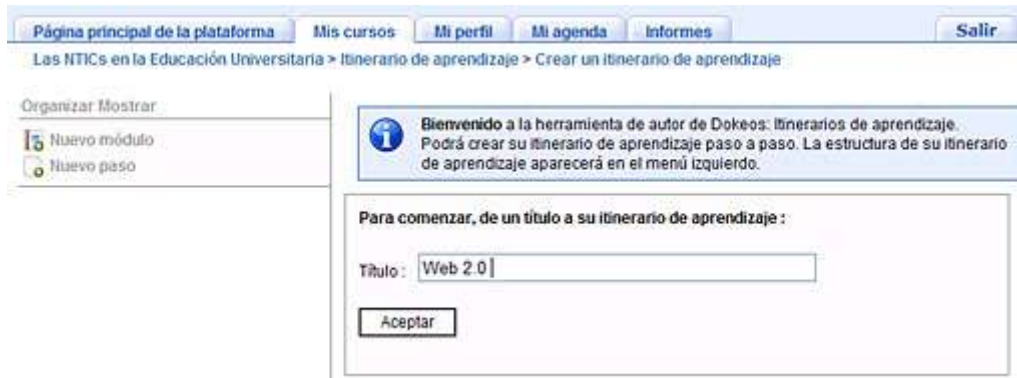 Página principal de la plataforma Mis cursos Mi perfil Mi agenda Informes Salir
Las NTICs en la Educación Universitaria > Itinerario de aprendizaje > Crear un itinerario de aprendizaje
Organizar Mostrar
Nuevo módulo
Nuevo paso
Bienvenido a la herramienta de autor de Dokeos: Itinerarios de aprendizaje.
Podrá crear su itinerario de aprendizaje paso a paso. La estructura de su itinerario
de aprendizaje aparecerá en el menú izquierdo.
Para comenzar, de un título a su itinerario de aprendizaje :
Título : Web 2.0
Aceptar